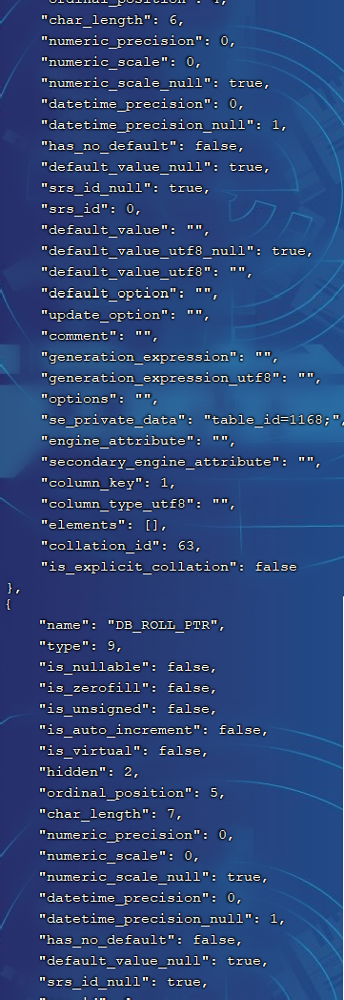 "ordinal_position": 4,
"char_length": 6,
"numeric_precision": 0,
"numeric_scale": 0,
"numeric_scale_null": true,
"datetime_precision": 0,
"datetime_precision_null": 1,
"has_no_default": false,
"default_value_null": true,
"srs_id_null": true,
"srs_id": 0,
"default_value": "",
"default_value_utf8_null": true,
"default_value_utf8": "",
"default_option": "",
"update_option": "",
"comment": "",
"generation_expression": "",
"generation_expression_utf8": "",
"options": "",
"se_private_data": "table_id=1168;",
"engine_attribute": "",
"secondary_engine_attribute": "",
"column_key": 1,
"column_type_utf8": "",
"elements": [],
"collation_id": 63,
"is_explicit_collation": false
},
{
"name": "DB_ROLL_PTR",
"type": 9,
"is_nullable": false,
"is_zerofill": false,
"is_unsigned": false,
"is_auto_increment": false,
"is_virtual": false,
"hidden": 2,
"ordinal_position": 5,
"char_length": 7,
"numeric_precision": 0,
"numeric_scale": 0,
"numeric_scale_null": true,
"datetime_precision": 0,
"datetime_precision_null": 1,
"has_no_default": false,
"default_value_null": true,
"srs_id_null": true,